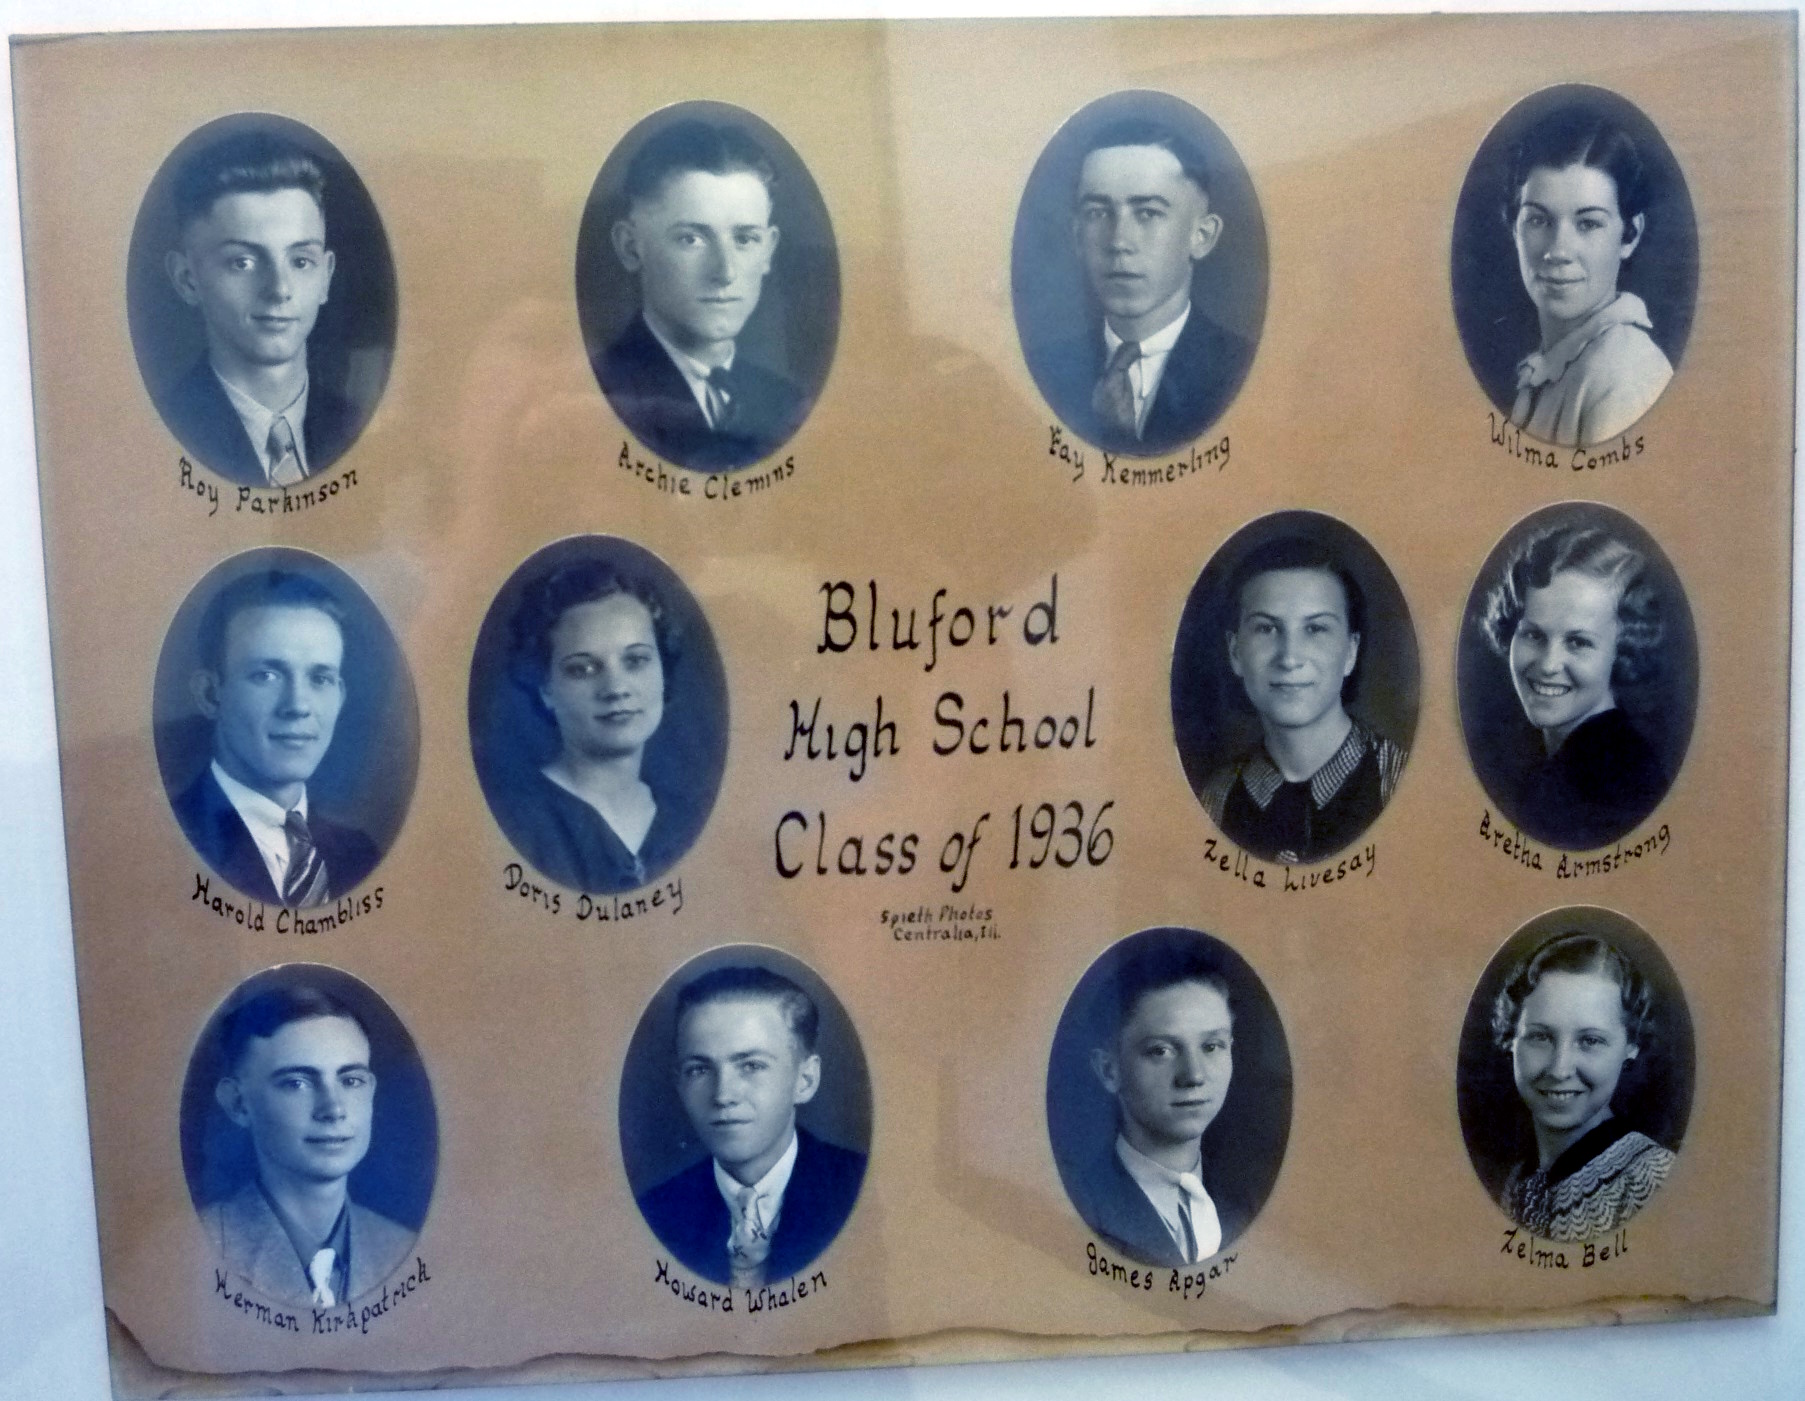 Roy Parkinson
Archie Clemins
Fay Kemmerling
Wilma Combs
Harold Chambliss
Doris Dulaney
Bluford
High School
Class of 1936
Spieth Photos
Centralia, Ill.
Zella Livesay
Aretha Armstrong
Herman Kirkpatrick
Howard Whalen
James Apgar
Zelma Bell